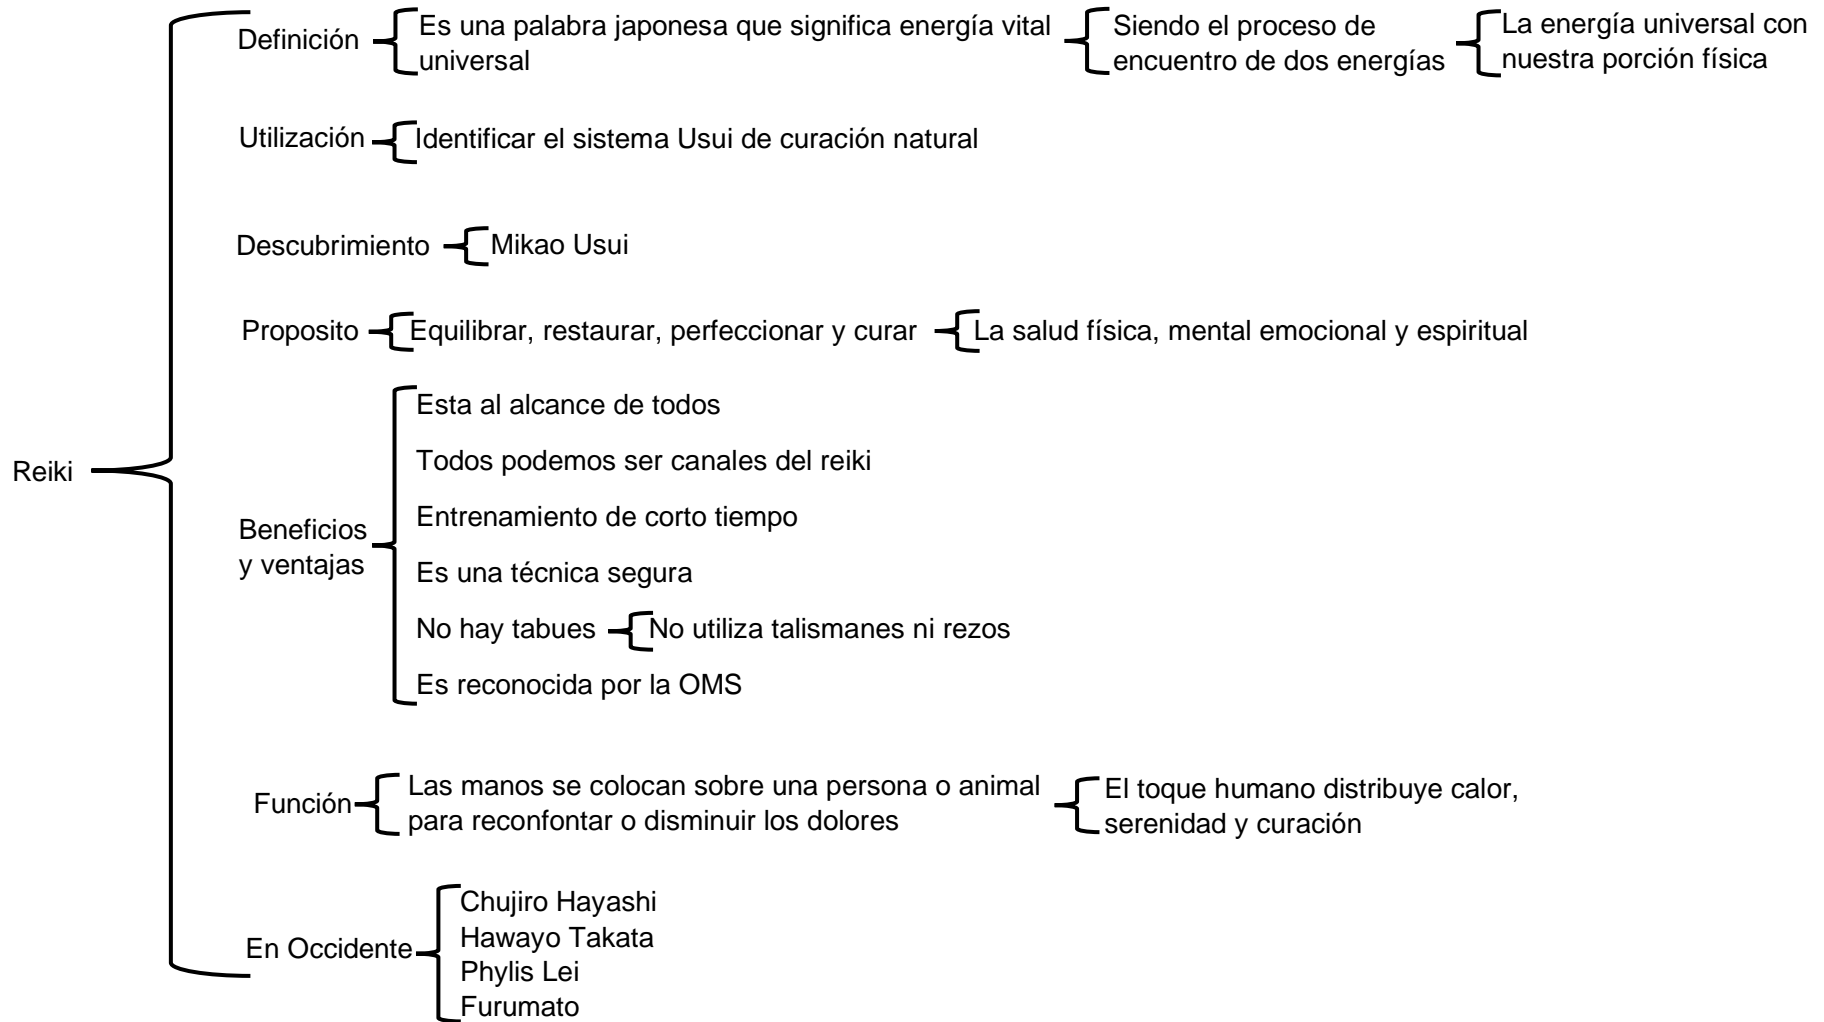 Reiki
Definición
Es una palabra japonesa que significa energía vital
universal
Siendo el proceso de
encuentro de dos energías
La energía universal con
nuestra porción física
Utilización
Identificar el sistema Usui de curación natural
Descubrimiento
Mikao Usui
Proposito
Equilibrar, restaurar, perfeccionar y curar
La salud física, mental emocional y espiritual
Beneficios
y ventajas
Esta al alcance de todos
Todos podemos ser canales del reiki
Entrenamiento de corto tiempo
Es una técnica segura
No hay tabues
No utiliza talismanes ni rezos
Es reconocida por la OMS
Función
Las manos se colocan sobre una persona o animal
para reconfontar o disminuir los dolores
El toque humano distribuye calor,
serenidad y curación
En Occidente
Chujiro Hayashi
Hawayo Takata
Phylis Lei
Furumato